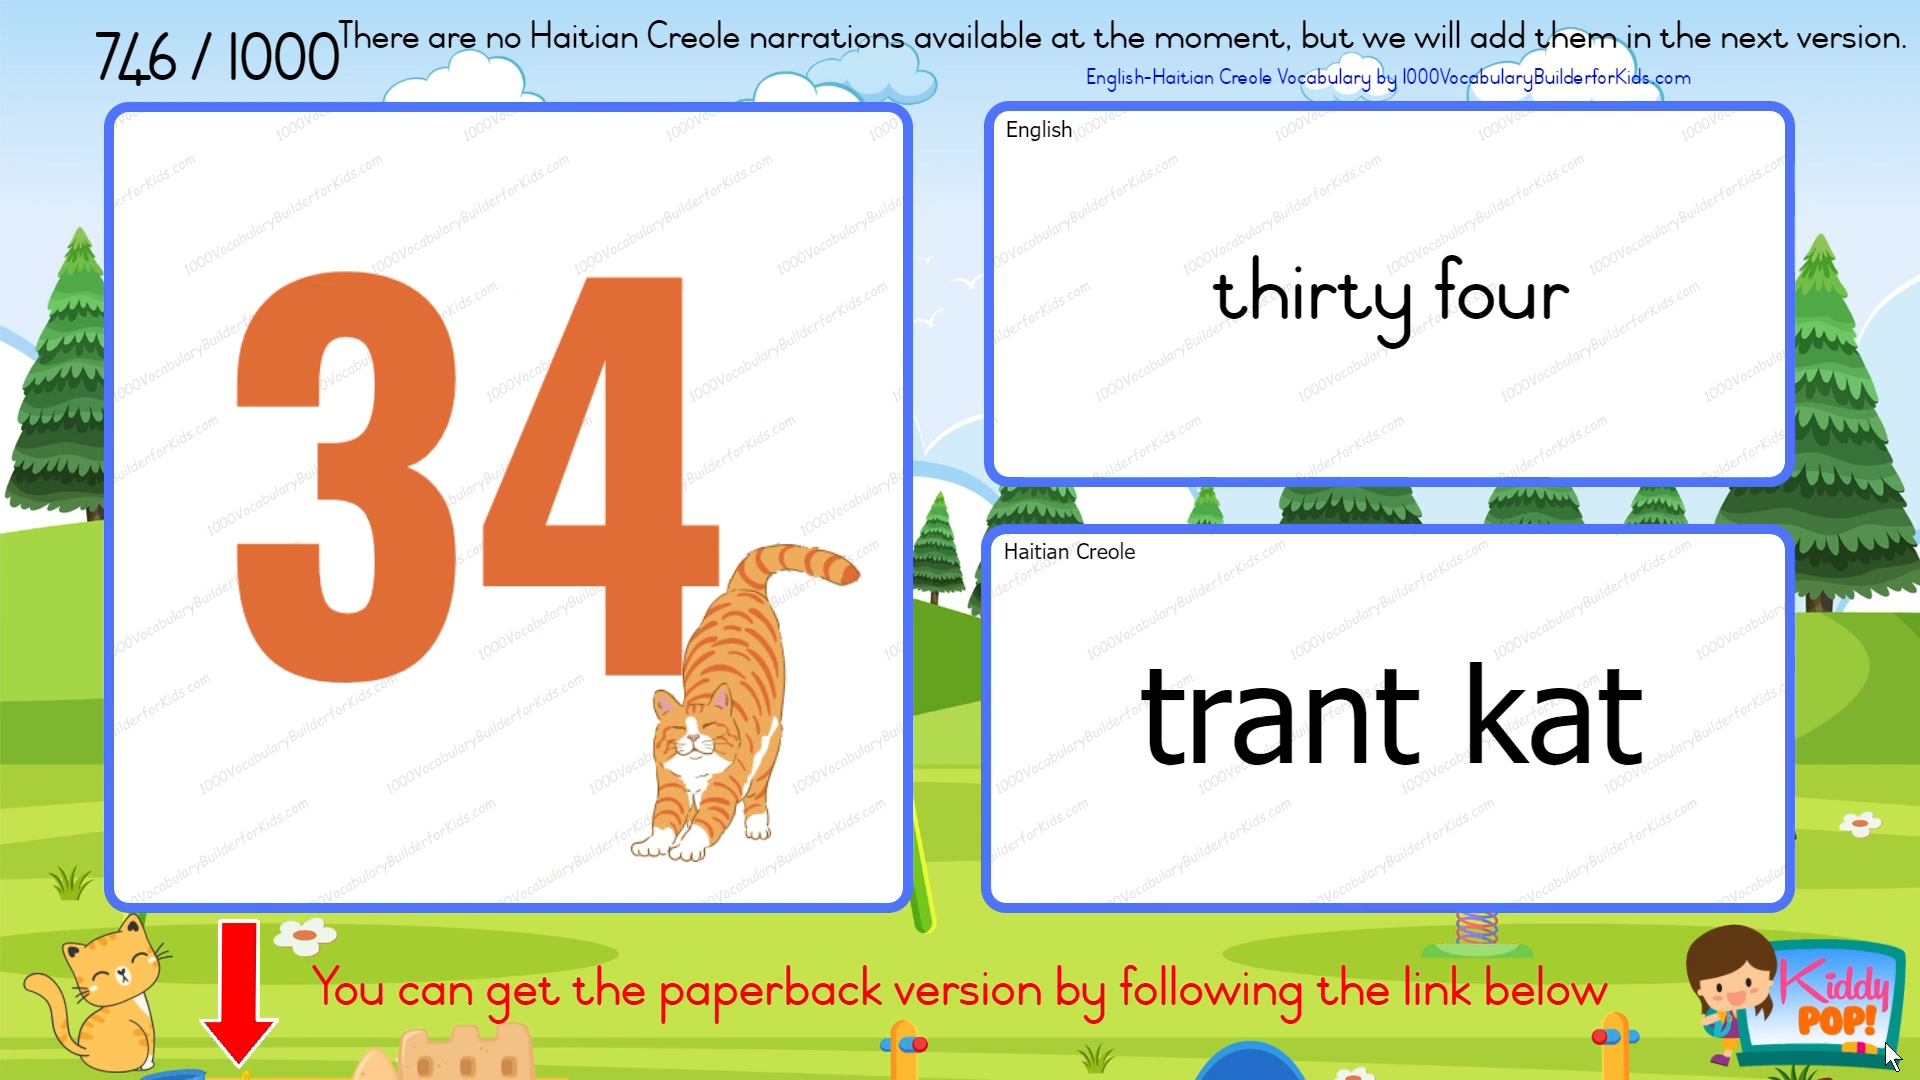 746 / 1000
There are no Haitian Creole narrations available at the moment, but we will add them in the next version.
English-Haitian Creole Vocabulary by 1000VocabularyBuilderforKids.com
34
English
thirty four
Haitian Creole
trant kat
You can get the paperback version by following the link below
Kiddy
POP!
1000VocabularyBuilderforKids.com